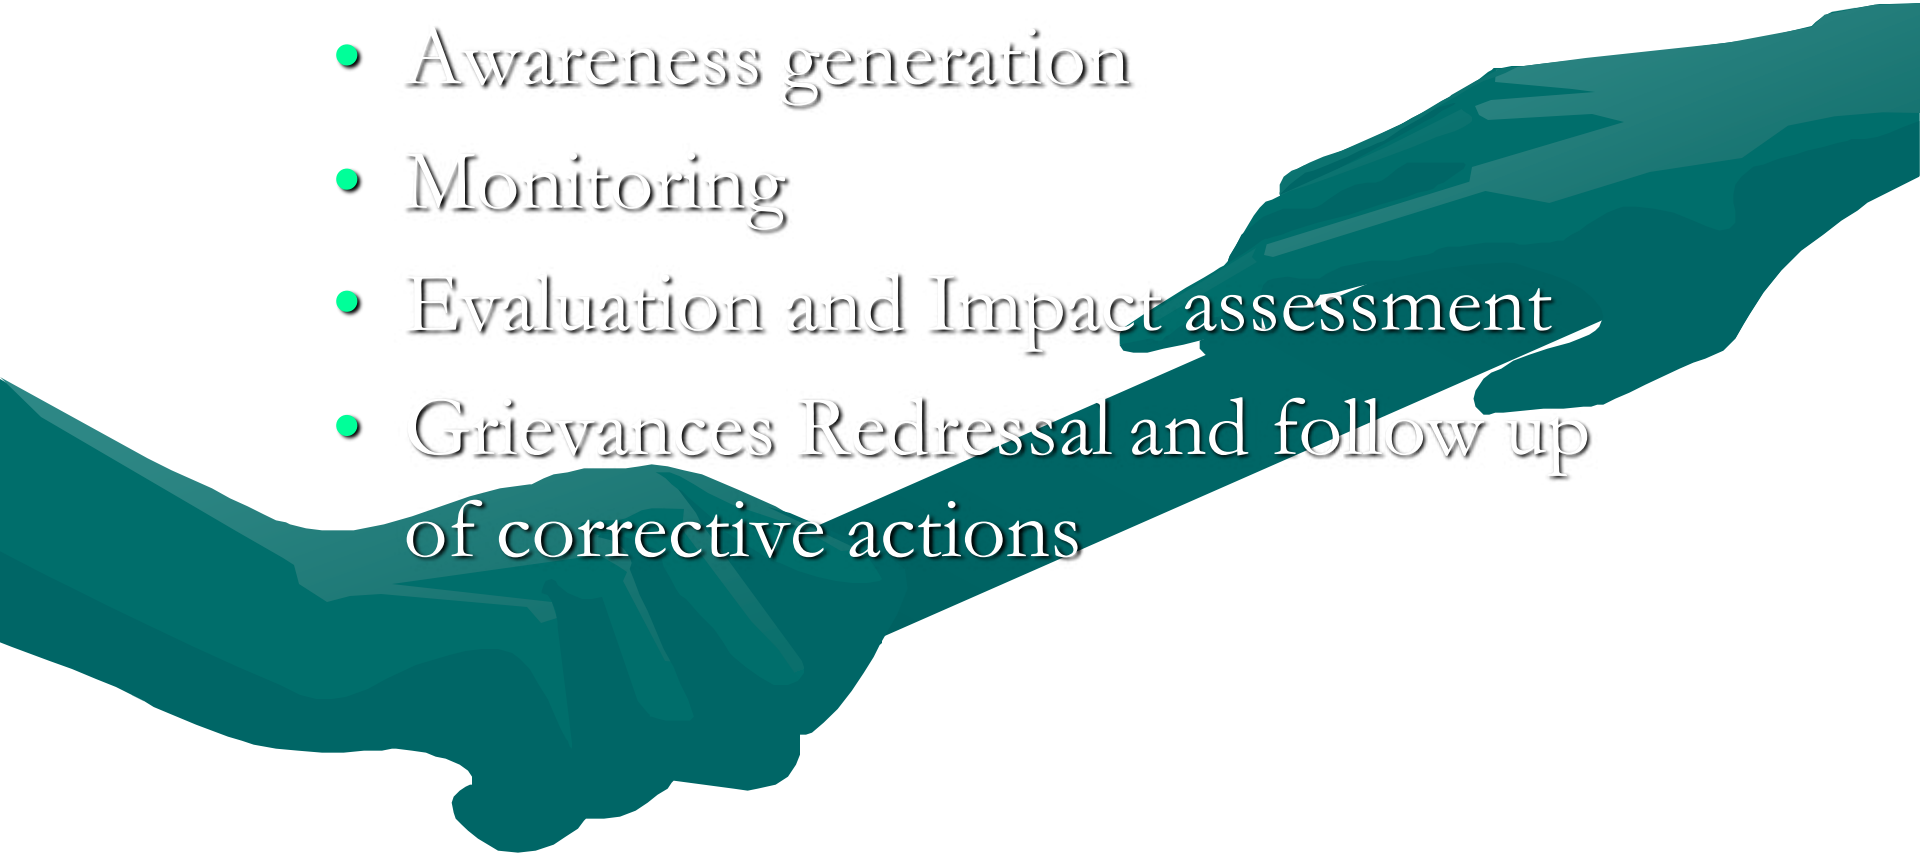 • Awareness generation
• Monitoring
• Evaluation and Impact assessment
• Grievances Redressal and follow up
of corrective actions